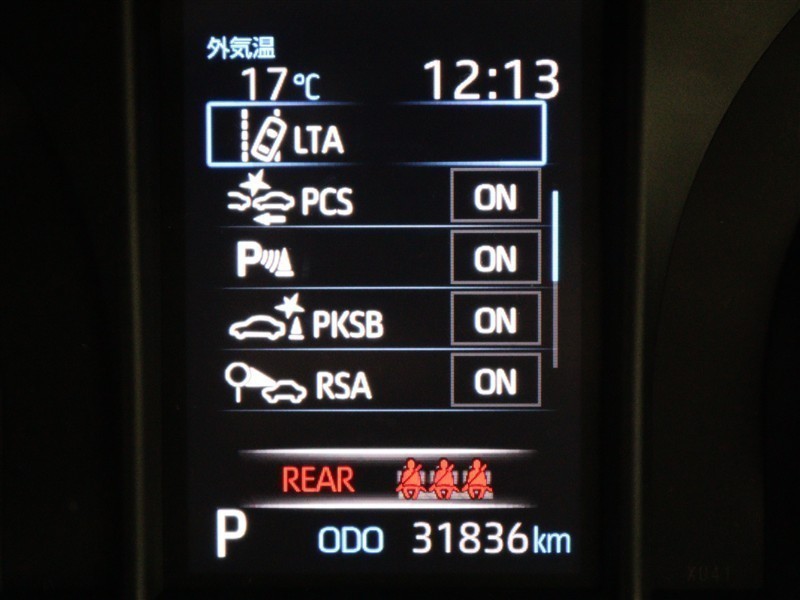 外気温
17℃ 12:13
LTA
PCS ON
P ON
PKSB ON
RSA ON
REAR
P ODO 31836km